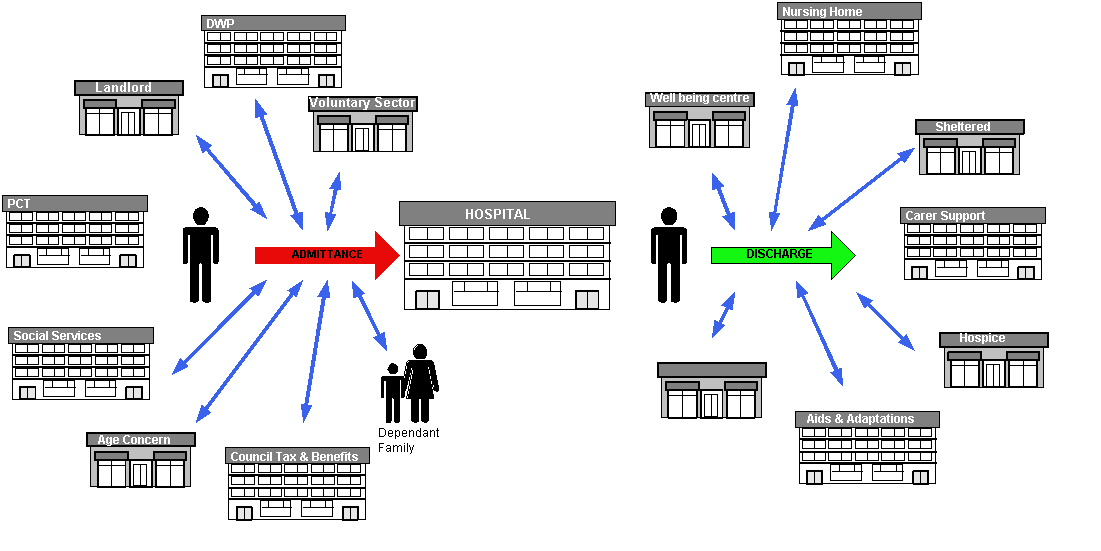 DWP
Nursing Home
Landlord
Voluntary Sector
Well being centre
Sheltered
PCT
HOSPITAL
Carer Support
ADMITTANCE
DISCHARGE
Social Services
Hospice
Dependant
Family
Age Concern
Council Tax & Benefits
Aids & Adaptations